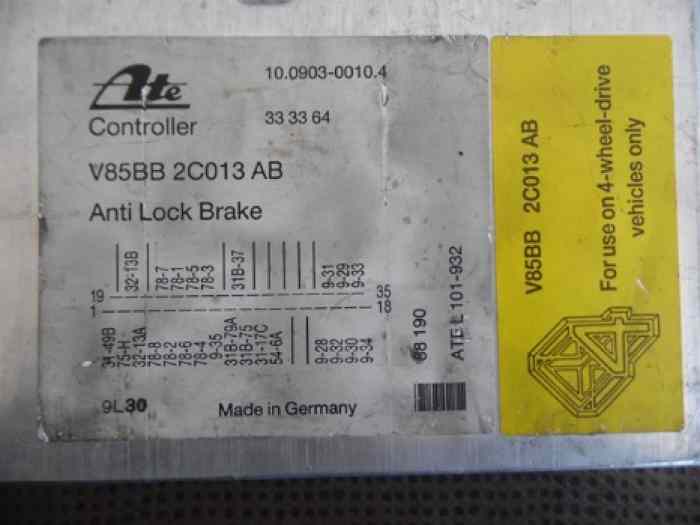 Ate
10.0903-0010.4
Controller
33 33 64
V85BB 2C013 AB
Anti Lock Brake
32-13B
78-7
78-1
78-5
78-3
31B-37
9-31
9-29
9-33
19
35
1
18
31-49B
75-H
32-13A
78-8
78-2
78-6
78-4
9-35
31B-79A
31B-75
31-17C
54-6A
9-28
9-32
9-30
9-34
190
ATE L 101-932
9L30
Made in Germany
V85BB 2C013 AB
For use on 4-wheel-drive
vehicles only
4